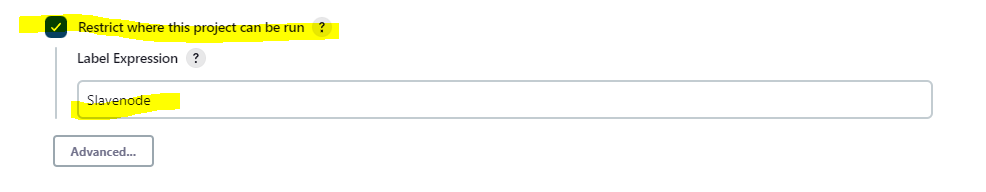 Restrict where this project can be run ?
Label Expression ?
Slavenode
Advanced...